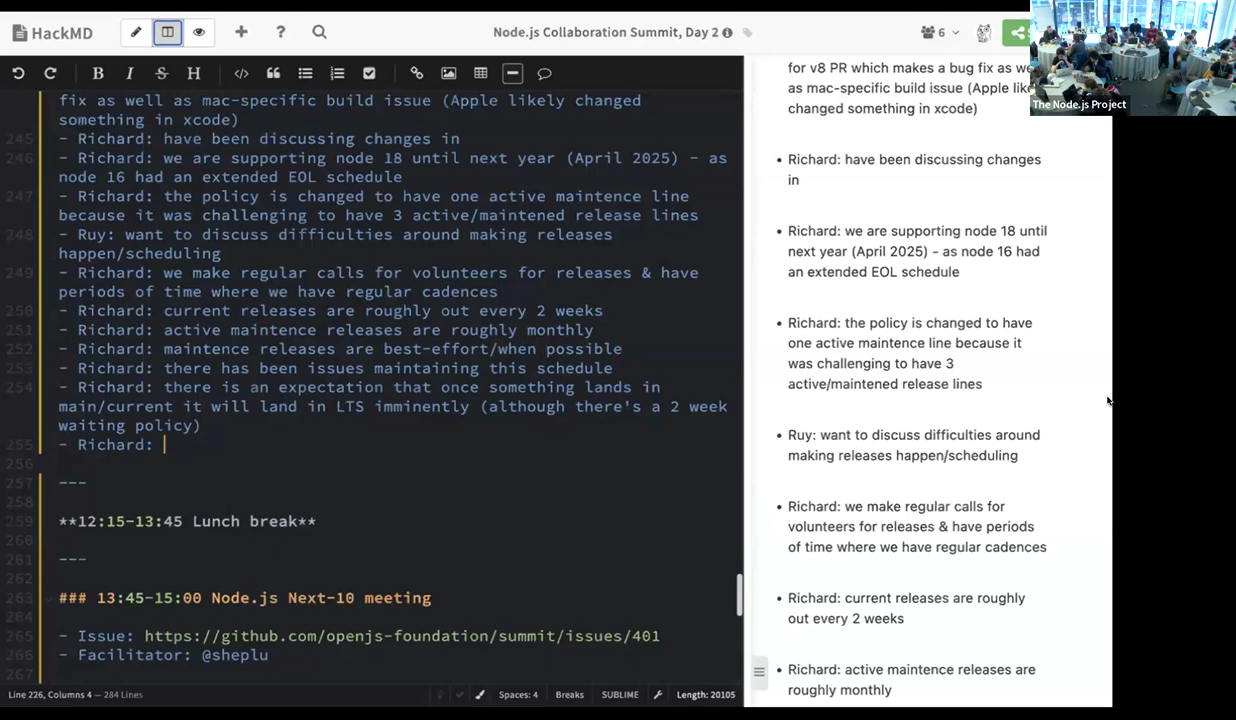 HackMD
Node.js Collaboration Summit, Day 2
6
S
The Node.js Project
fix as well as mac-specific build issue (Apple likely changed
something in xcode)
245 - Richard: have been discussing changes in
246 - Richard: we are supporting node 18 until next year (April 2025) - as
node 16 had an extended EOL schedule
247 - Richard: the policy is changed to have one active maintence line
because it was challenging to have 3 active/maintened release lines
248 - Ruy: want to discuss difficulties around making releases
happen/scheduling
249 - Richard: we make regular calls for volunteers for releases & have
periods of time where we have regular cadences
250 - Richard: current releases are roughly out every 2 weeks
251 - Richard: active maintence releases are roughly monthly
252 - Richard: maintence releases are best-effort/when possible
253 - Richard: there has been issues maintaining this schedule
254 - Richard: there is an expectation that once something lands in
main/current it will land in LTS imminently (although there's a 2 week
waiting policy)
255 - Richard:
256
257 ---
258
259 **12:15-13:45 Lunch break**
260
261 ---
262
263 ### 13:45-15:00 Node.js Next-10 meeting
264
265 - Issue: https://github.com/openjs-foundation/summit/issues/401
266 - Facilitator: @sheplu
267
Line 226, Columns 4 — 284 Lines
Spaces: 4
Breaks
SUBLIME
Length: 20105
for v8 PR which makes a bug fix as we
as mac-specific build issue (Apple like
changed something in xcode)
• Richard: have been discussing changes
in
• Richard: we are supporting node 18 until
next year (April 2025) - as node 16 had
an extended EOL schedule
• Richard: the policy is changed to have
one active maintence line because it
was challenging to have 3
active/maintened release lines
• Ruy: want to discuss difficulties around
making releases happen/scheduling
• Richard: we make regular calls for
volunteers for releases & have periods
of time where we have regular cadences
• Richard: current releases are roughly
out every 2 weeks
• Richard: active maintence releases are
roughly monthly